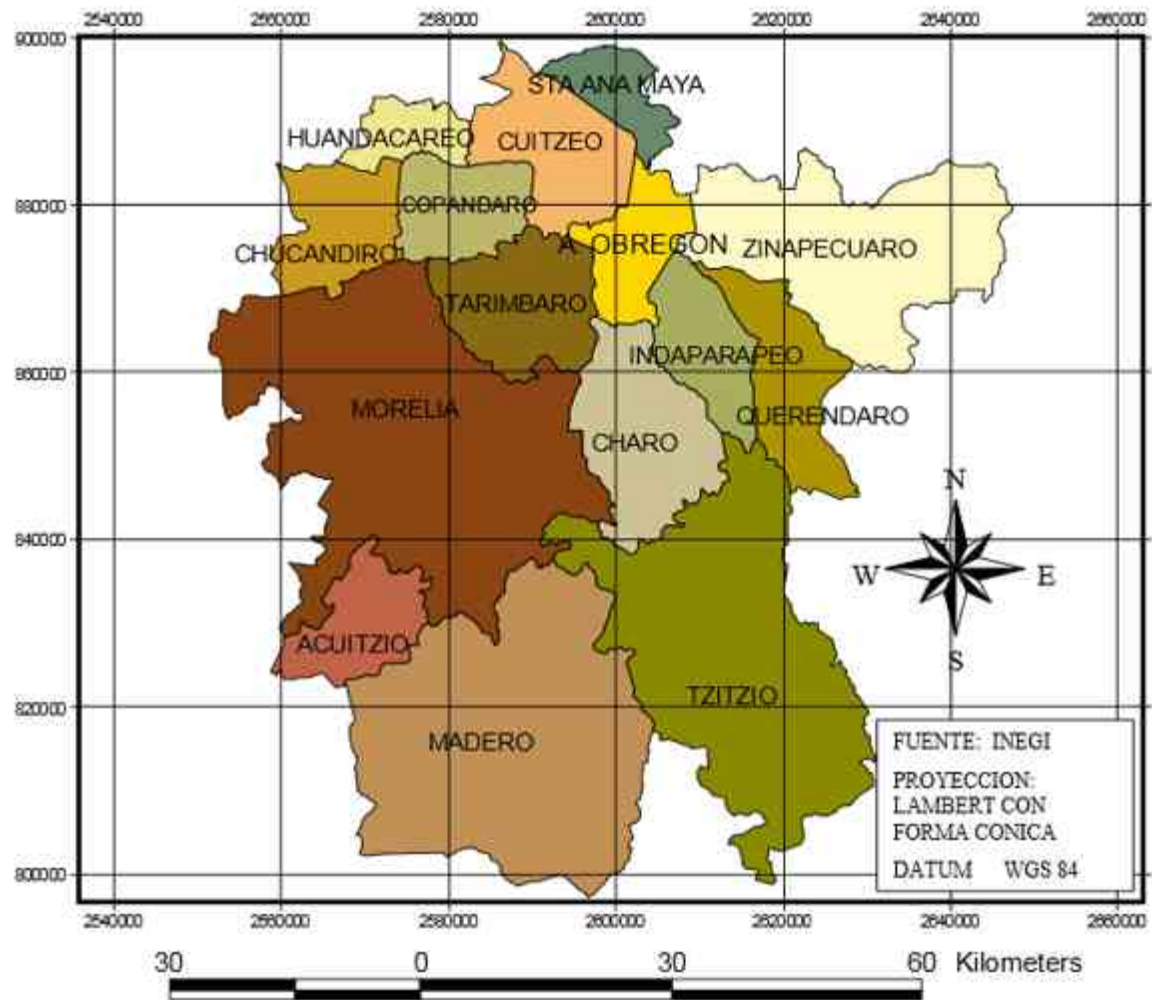 2540000 2560000 2580000 2600000 2620000 2640000 2660000
900000
STA ANA MAYA
HUANDACAREO
CUITZEO
880000
COPANDARO
CHUCANDIRO
A. OBREGON
ZINAPECUARO
TARIMBARO
INDAPARAPEO
860000
MORELIA
QUERENDARO
CHARO
N
840000
W E
S
ACUITZIO
820000
TZITZIO
MADERO
FUENTE: INEGI
PROYECCION:
LAMBERT CON
FORMA CONICA
DATUM WGS 84
800000
2540000 2560000 2580000 2600000 2620000 2640000 2660000
30 0 30 60 Kilometers